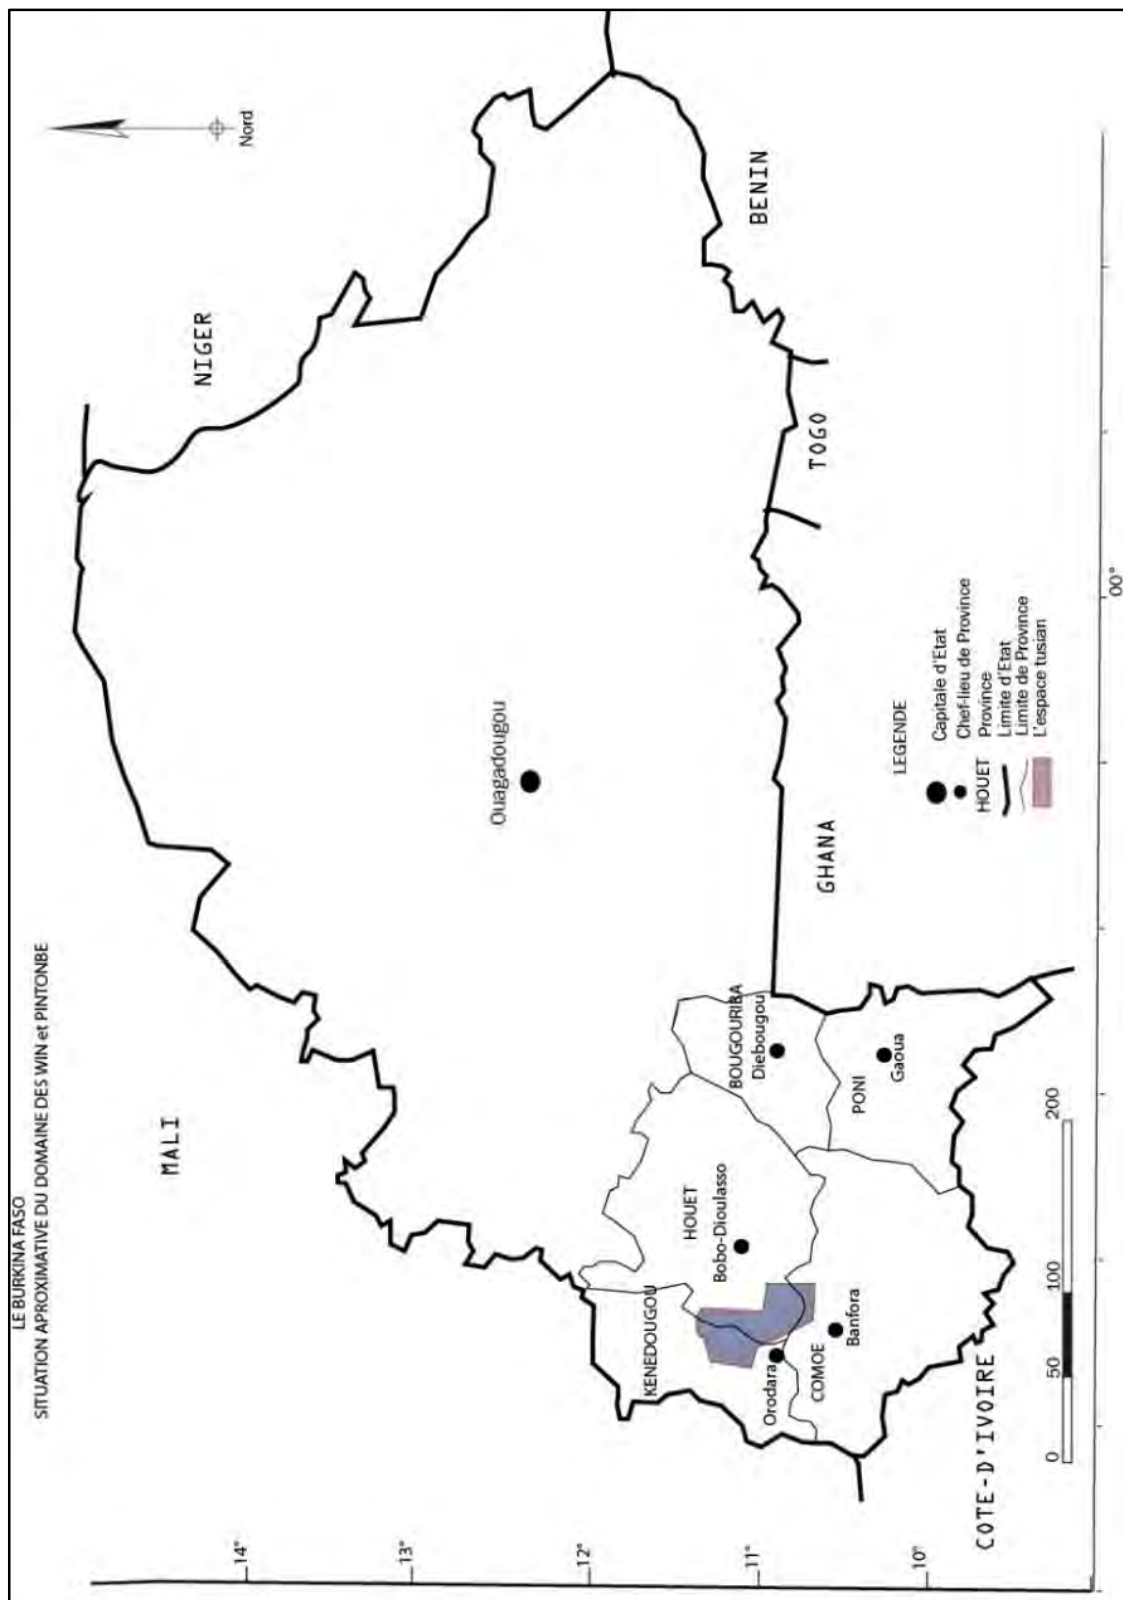 LE BURKINA FASO
SITUATION APROXIMATIVE DU DOMAINE DES WIN et PINTONBE
Nord
MALI
NIGER
BENIN
TOGO
GHANA
COTE-D'IVOIRE
Ouagadougou
KENEDOUGOU
HOUET
Bobo-Dioulasso
BOUGOURIBA
Diebougou
PONI
Gaoua
Orodara
COMOE
Banfora
LEGENDE
Capitale d'Etat
Chef-lieu de Province
HOUET Province
Limite d'Etat
Limite de Province
L'espace tusian
0 50 100 200
14°
13°
12°
11°
10°
00°